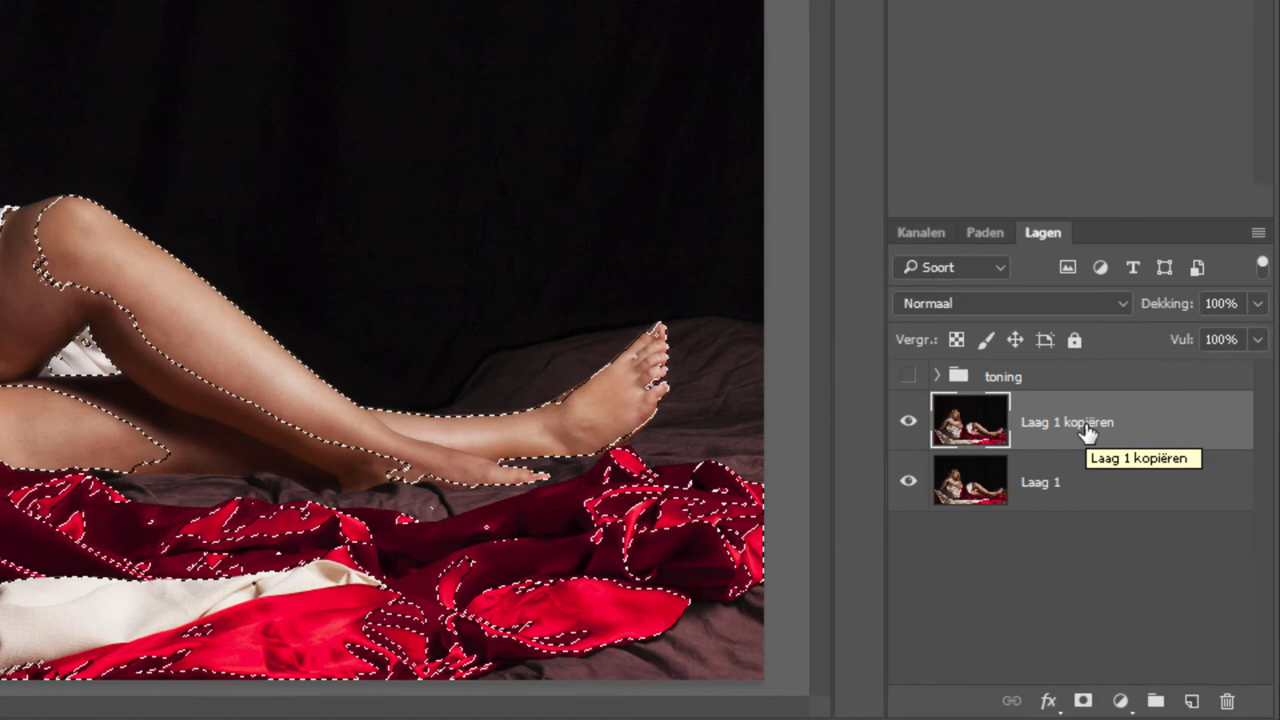 Kanalen Paden Lagen
Soort
Normaal Dekking: 100%
Vergr.: Vul: 100%
toning
Laag 1 kopiëren
Laag 1 kopiëren
Laag 1
fx